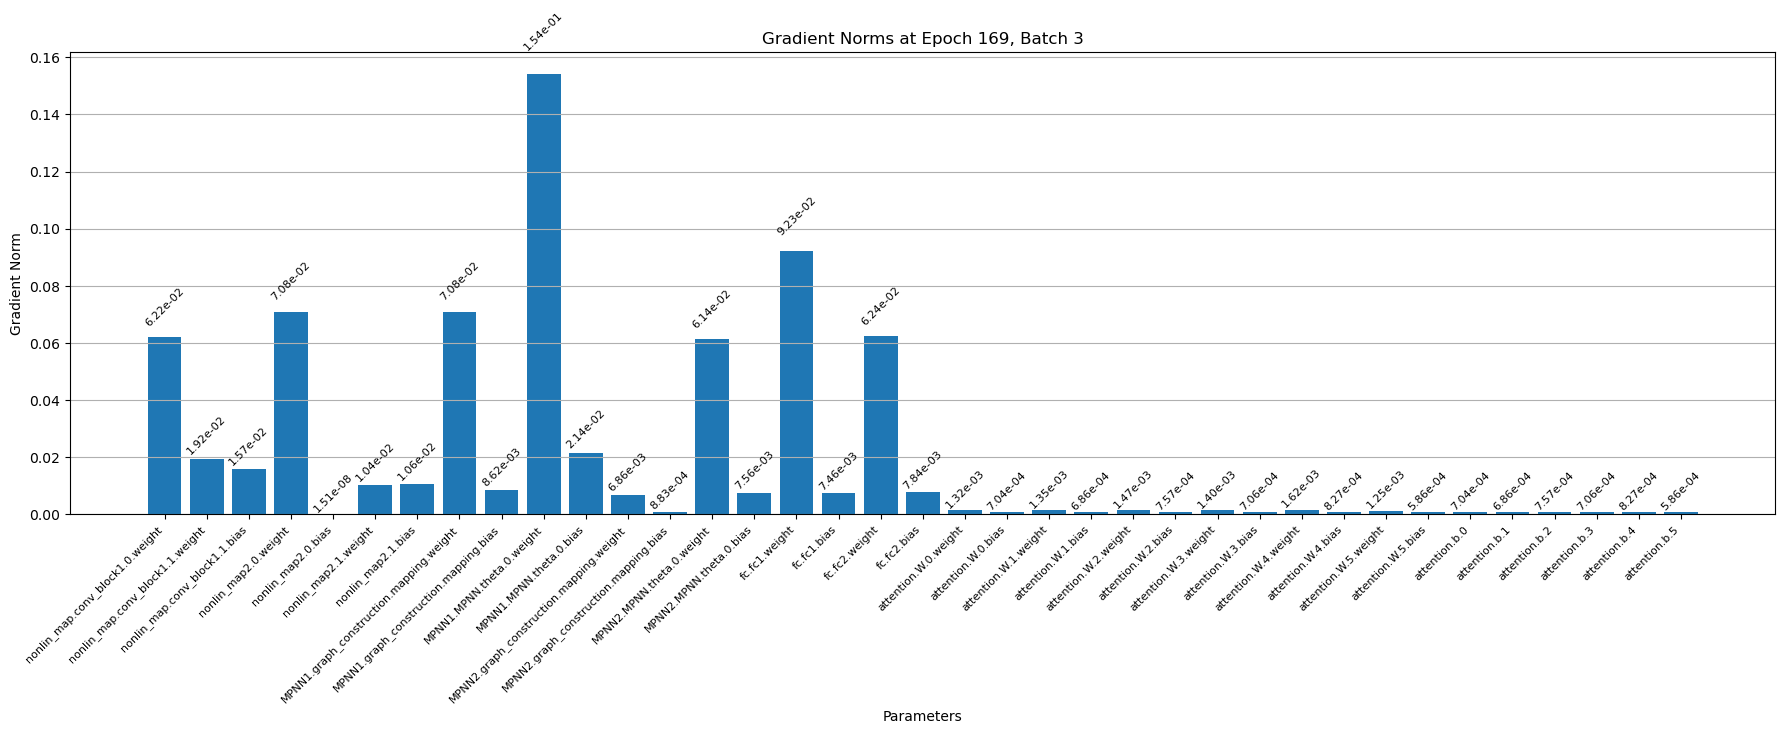 Gradient Norms at Epoch 169, Batch 3
Gradient Norm
0.16
0.14
0.12
0.10
0.08
0.06
0.04
0.02
0.00
6.22e-02
1.92e-02
1.57e-02
7.08e-02
1.51e-08
1.04e-02
1.06e-02
7.08e-02
8.62e-03
1.54e-01
2.14e-02
6.86e-03
8.83e-04
6.14e-02
7.56e-03
9.23e-02
7.46e-03
6.24e-02
7.84e-03
1.32e-03
7.04e-04
1.35e-03
6.86e-04
1.47e-03
7.57e-04
1.40e-03
7.06e-04
1.62e-03
8.27e-04
1.25e-03
5.86e-04
7.04e-04
6.86e-04
7.57e-04
7.06e-04
8.27e-04
5.86e-04
nonlin_map.conv_block1.0.weight
nonlin_map.conv_block1.1.weight
nonlin_map.conv_block1.1.bias
nonlin_map2.0.weight
nonlin_map2.0.bias
nonlin_map2.1.weight
nonlin_map2.1.bias
MPNN1.graph_construction.mapping.weight
MPNN1.graph_construction.mapping.bias
MPNN1.MPNN.theta.0.weight
MPNN1.MPNN.theta.0.bias
MPNN2.graph_construction.mapping.weight
MPNN2.graph_construction.mapping.bias
MPNN2.MPNN.theta.0.weight
MPNN2.MPNN.theta.0.bias
fc.fc1.weight
fc.fc1.bias
fc.fc2.weight
fc.fc2.bias
attention.W.0.weight
attention.W.0.bias
attention.W.1.weight
attention.W.1.bias
attention.W.2.weight
attention.W.2.bias
attention.W.3.weight
attention.W.3.bias
attention.W.4.weight
attention.W.4.bias
attention.W.5.weight
attention.W.5.bias
attention.b.0
attention.b.1
attention.b.2
attention.b.3
attention.b.4
attention.b.5
Parameters